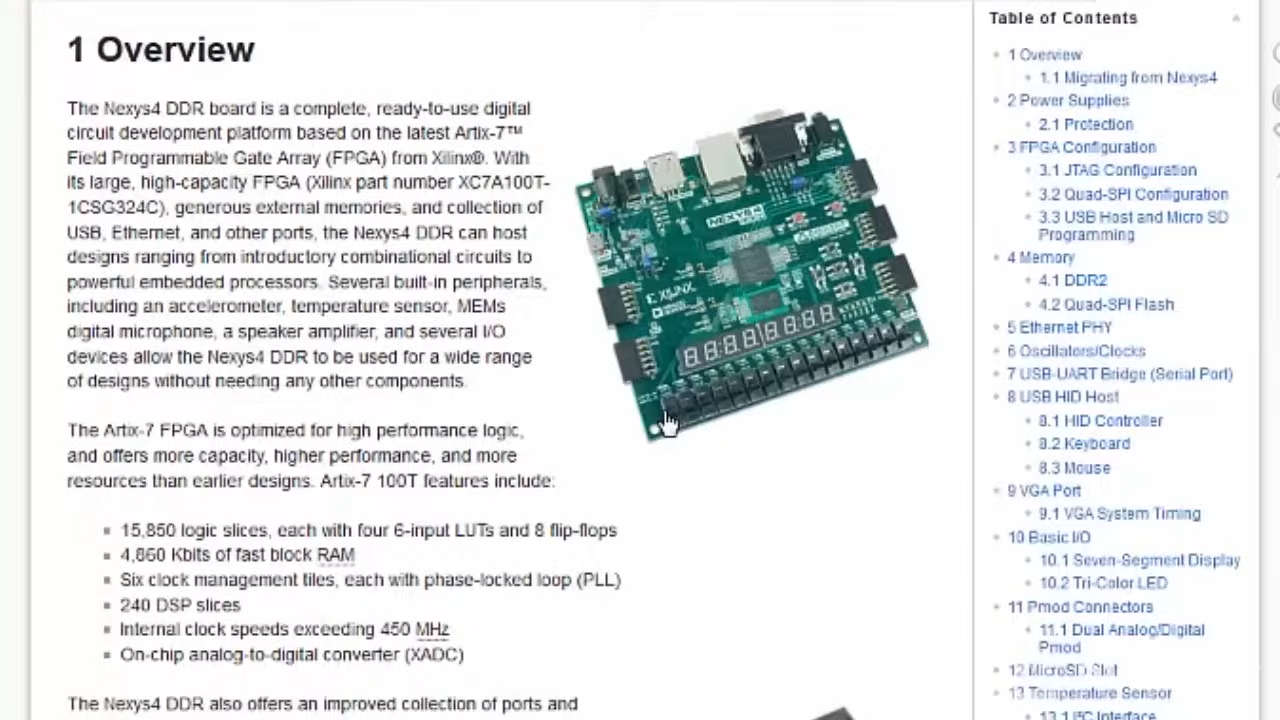 1 Overview
The Nexys4 DDR board is a complete, ready-to-use digital
circuit development platform based on the latest Artix-7™
Field Programmable Gate Array (FPGA) from Xilinx®. With
its large, high-capacity FPGA (Xilinx part number XC7A100T-
1CSG324C), generous external memories, and collection of
USB, Ethernet, and other ports, the Nexys4 DDR can host
designs ranging from introductory combinational circuits to
powerful embedded processors. Several built-in peripherals,
including an accelerometer, temperature sensor, MEMs
digital microphone, a speaker amplifier, and several I/O
devices allow the Nexys4 DDR to be used for a wide range
of designs without needing any other components.
The Artix-7 FPGA is optimized for high performance logic,
and offers more capacity, higher performance, and more
resources than earlier designs. Artix-7 100T features include:
15,850 logic slices, each with four 6-input LUTs and 8 flip-flops
4,860 Kbits of fast block RAM
Six clock management tiles, each with phase-locked loop (PLL)
240 DSP slices
Internal clock speeds exceeding 450 MHz
On-chip analog-to-digital converter (XADC)
The Nexys4 DDR also offers an improved collection of ports and
NEXYS 4
XILINX
Table of Contents
1 Overview
1.1 Migrating from Nexys4
2 Power Supplies
2.1 Protection
3 FPGA Configuration
3.1 JTAG Configuration
3.2 Quad-SPI Configuration
3.3 USB Host and Micro SD
Programming
4 Memory
4.1 DDR2
4.2 Quad-SPI Flash
5 Ethernet PHY
6 Oscillators/Clocks
7 USB-UART Bridge (Serial Port)
8 USB HID Host
8.1 HID Controller
8.2 Keyboard
8.3 Mouse
9 VGA Port
9.1 VGA System Timing
10 Basic I/O
10.1 Seven-Segment Display
10.2 Tri-Color LED
11 Pmod Connectors
11.1 Dual Analog/Digital
Pmod
12 MicroSD Slot
13 Temperature Sensor
13.1 I²C Interface